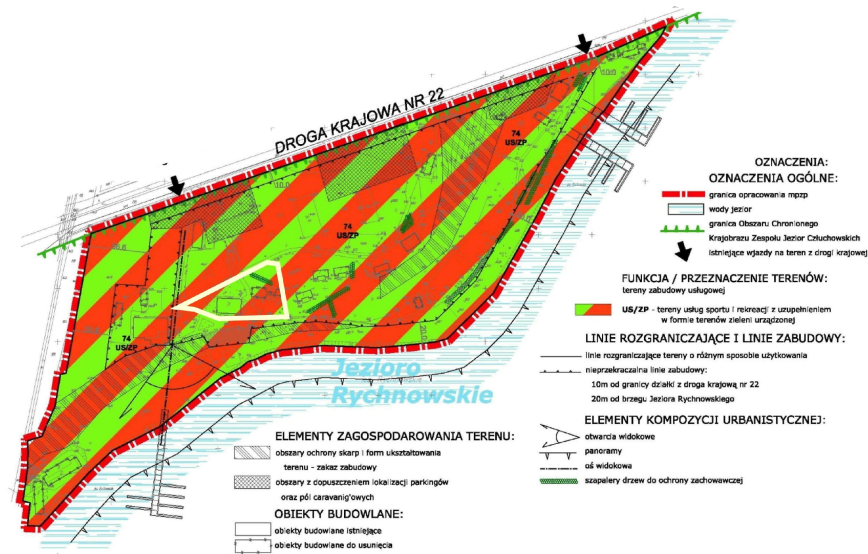 DROGA KRAJOWA NR 22
74
US/ZP
74
US/ZP
74
US/ZP
Jezioro
Rychnowskie
OZNACZENIA:
OZNACZENIA OGÓLNE:
granica opracowania mpzp
wody jezior
granica Obszaru Chronionego
Krajobrazu Zespołu Jezior Człuchowskich
istniejące wjazdy na teren z drogi krajowej
FUNKCJA / PRZEZNACZENIE TERENÓW:
tereny zabudowy usługowej
US/ZP - tereny usług sportu i rekreacji z uzupełnieniem
w formie terenów zieleni urządzonej
LINIE ROZGRANICZAJĄCE I LINIE ZABUDOWY:
linie rozgraniczające tereny o różnym sposobie użytkowania
nieprzekraczalna linie zabudowy:
10m od granicy działki z droga krajową nr 22
20m od brzegu Jeziora Rychnowskiego
ELEMENTY KOMPOZYCJI URBANISTYCZNEJ:
otwarcia widokowe
panoramy
oś widokowa
szapalery drzew do ochrony zachowawczej
ELEMENTY ZAGOSPODAROWANIA TERENU:
obszary ochrony skarp i form ukształtowania
terenu - zakaz zabudowy
obszary z dopuszczeniem lokalizacji parkingów
oraz pól caravanig'owych
OBIEKTY BUDOWLANE:
obiekty budowlane istniejące
obiekty budowlane do usunięcia